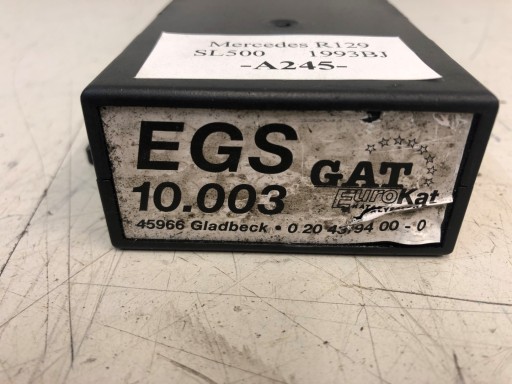 Mercedes R129
SL500 1993BJ
-A245-
EGS
GAT
10.003
EuroKat
45966 Gladbeck • 0 20 43/94 00 - 0